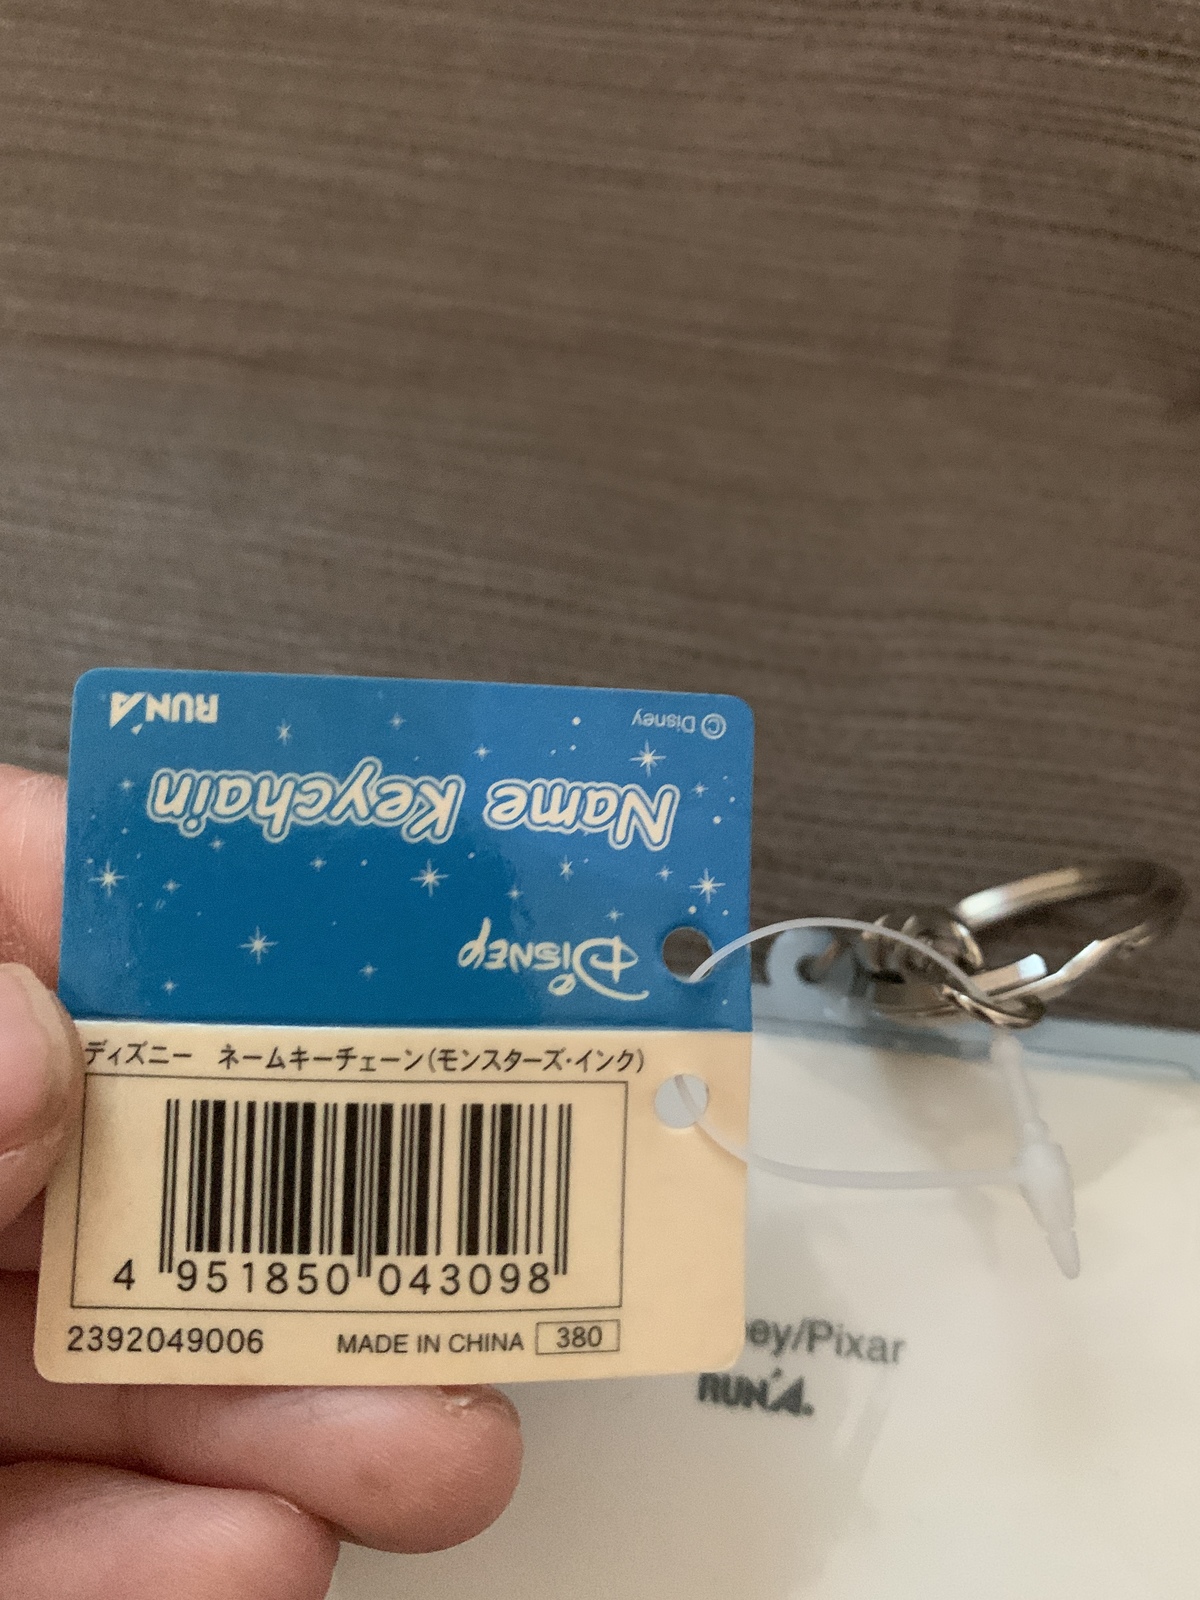 RUN'A
© Disney
Name Keychain
Disney
ディズニー ネームキーチェーン(モンスターズ・インク)
4 951850 043098
2392049006 MADE IN CHINA 380
ey/Pixar
RUN'A.